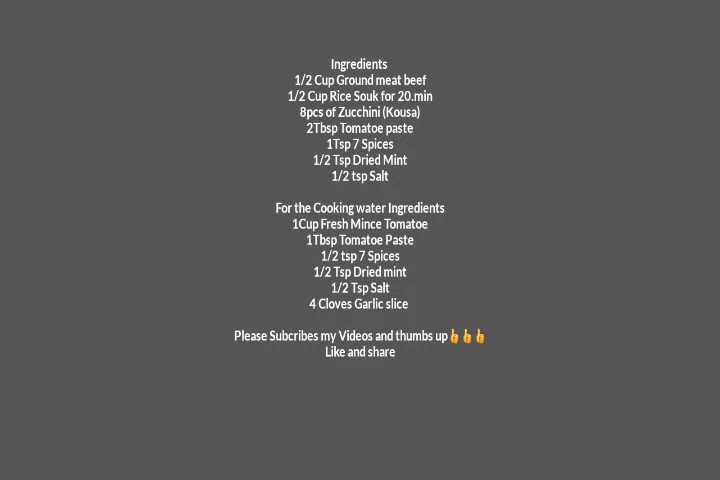 Ingredients
1/2 Cup Ground meat beef
1/2 Cup Rice Souk for 20.min
8pcs of Zucchini (Kousa)
2Tbsp Tomatoe paste
1Tsp 7 Spices
1/2 Tsp Dried Mint
1/2 tsp Salt
For the Cooking water Ingredients
1Cup Fresh Mince Tomatoe
1Tbsp Tomatoe Paste
1/2 tsp 7 Spices
1/2 Tsp Dried mint
1/2 Tsp Salt
4 Cloves Garlic slice
Please Subcribes my Videos and thumbs up👍👍👍
Like and share